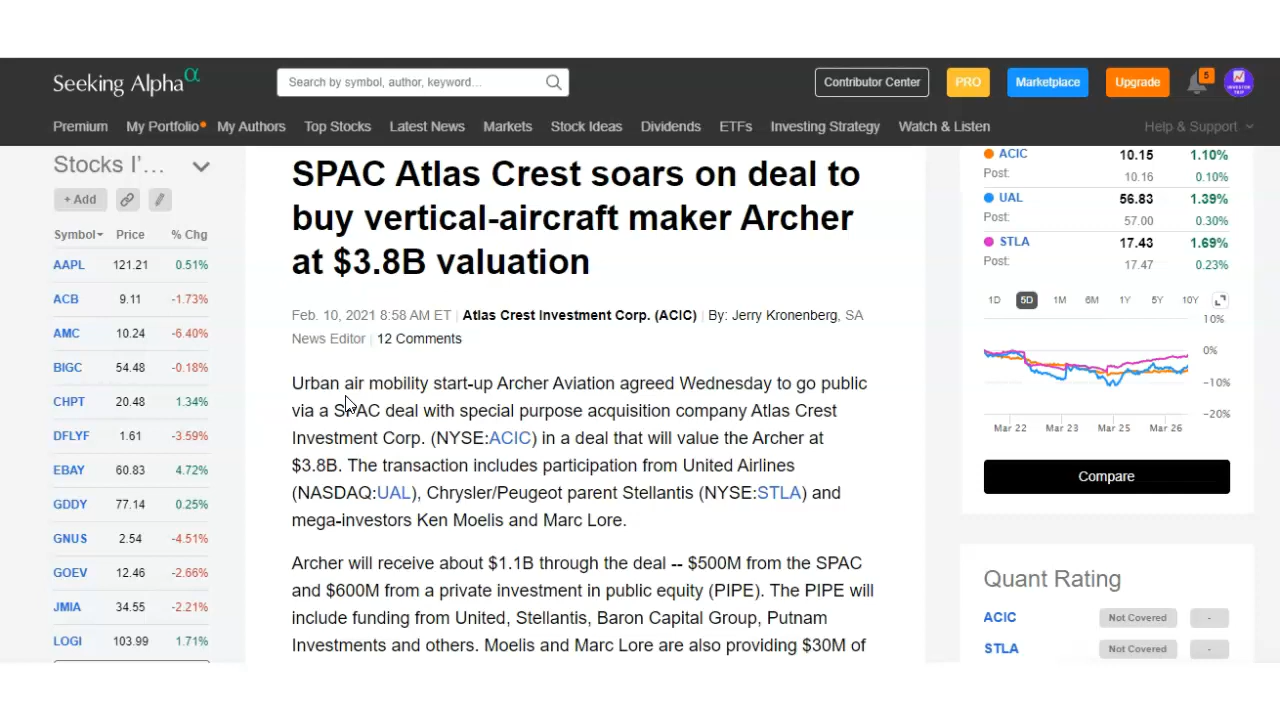 Seeking Alpha α
Search by symbol, author, keyword...
Contributor Center
PRO
Marketplace
Upgrade
5
Premium My Portfolio My Authors Top Stocks Latest News Markets Stock Ideas Dividends ETFs Investing Strategy Watch & Listen Help & Support
Stocks I'...
+ Add
Symbol Price % Chg
AAPL 121.21 0.51%
ACB 9.11 -1.73%
AMC 10.24 -6.40%
BIGC 54.48 -0.18%
CHPT 20.48 1.34%
DFLYF 1.61 -3.59%
EBAY 60.83 4.72%
GDDY 77.14 0.25%
GNUS 2.54 -4.51%
GOEV 12.46 -2.66%
JMIA 34.55 -2.21%
LOGI 103.99 1.71%
SPAC Atlas Crest soars on deal to
buy vertical-aircraft maker Archer
at $3.8B valuation
Feb. 10, 2021 8:58 AM ET | Atlas Crest Investment Corp. (ACIC) | By: Jerry Kronenberg, SA
News Editor | 12 Comments
Urban air mobility start-up Archer Aviation agreed Wednesday to go public
via a SPAC deal with special purpose acquisition company Atlas Crest
Investment Corp. (NYSE:ACIC) in a deal that will value the Archer at
$3.8B. The transaction includes participation from United Airlines
(NASDAQ:UAL), Chrysler/Peugeot parent Stellantis (NYSE:STLA) and
mega-investors Ken Moelis and Marc Lore.
Archer will receive about $1.1B through the deal -- $500M from the SPAC
and $600M from a private investment in public equity (PIPE). The PIPE will
include funding from United, Stellantis, Baron Capital Group, Putnam
Investments and others. Moelis and Marc Lore are also providing $30M of
ACIC 10.15 1.10%
Post: 10.16 0.10%
UAL 56.83 1.39%
Post: 57.00 0.30%
STLA 17.43 1.69%
Post: 17.47 0.23%
1D 5D 1M 6M 1Y 5Y 10Y
10%
0%
-10%
-20%
Mar 22 Mar 23 Mar 25 Mar 26
Compare
Quant Rating
ACIC Not Covered -
STLA Not Covered -